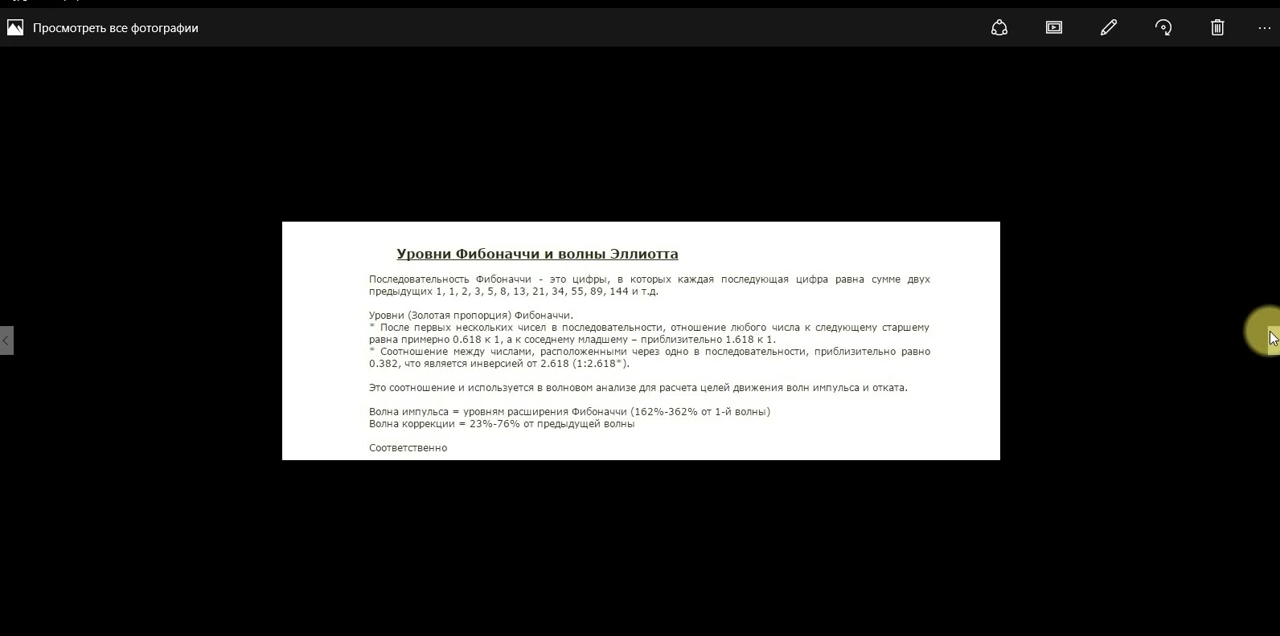 Просмотреть все фотографии
Уровни Фибоначчи и волны Эллиотта
Последовательность Фибоначчи - это цифры, в которых каждая последующая цифра равна сумме двух
предыдущих 1, 1, 2, 3, 5, 8, 13, 21, 34, 55, 89, 144 и т.д.
Уровни (Золотая пропорция) Фибоначчи.
* После первых нескольких чисел в последовательности, отношение любого числа к следующему старшему
равна примерно 0.618 к 1, а к соседнему младшему – приблизительно 1.618 к 1.
* Соотношение между числами, расположенными через одно в последовательности, приблизительно равно
0.382, что является инверсией от 2.618 (1:2.618*).
Это соотношение и используется в волновом анализе для расчета целей движения волн импульса и отката.
Волна импульса = уровням расширения Фибоначчи (162%-362% от 1-й волны)
Волна коррекции = 23%-76% от предыдущей волны
Соответственно